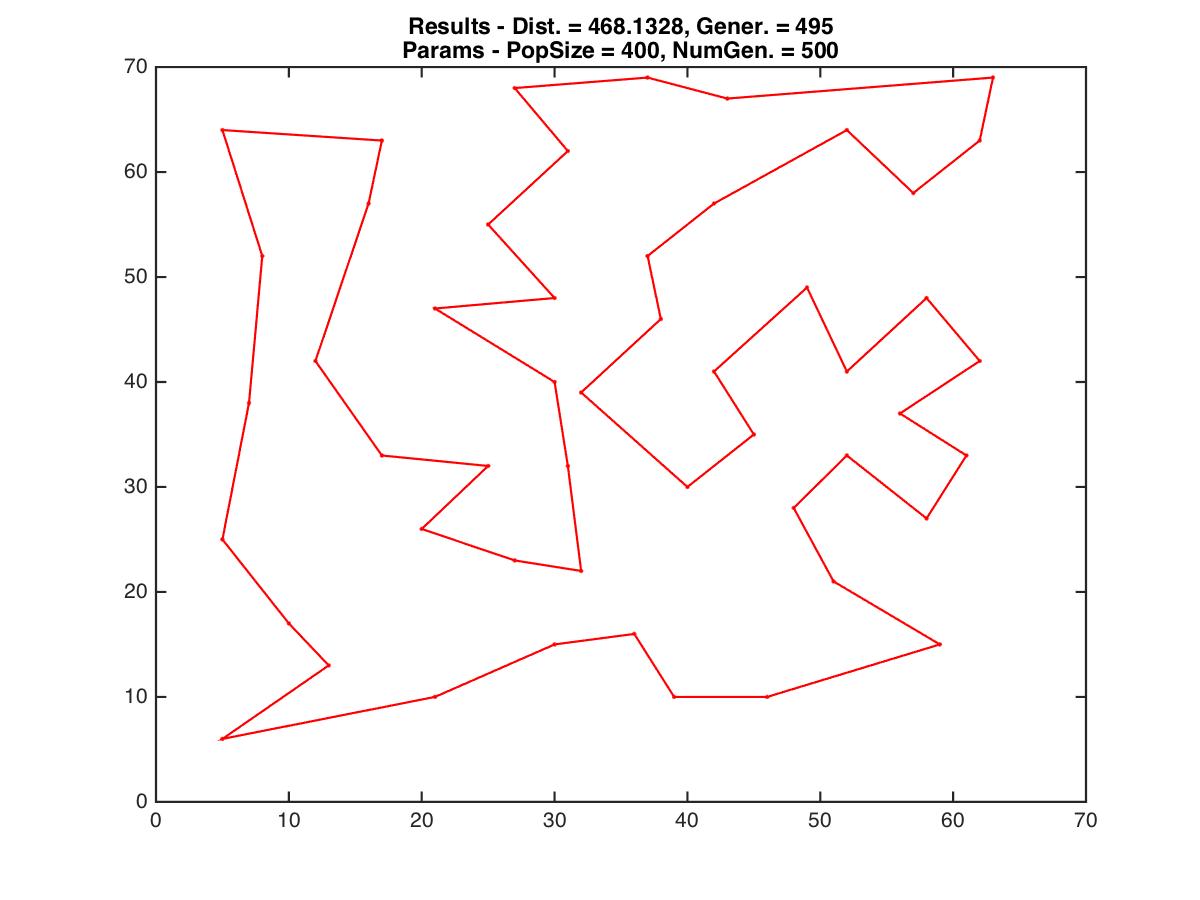 Results - Dist. = 468.1328, Gener. = 495
Params - PopSize = 400, NumGen. = 500
70
60
50
40
30
20
10
0
0 10 20 30 40 50 60 70